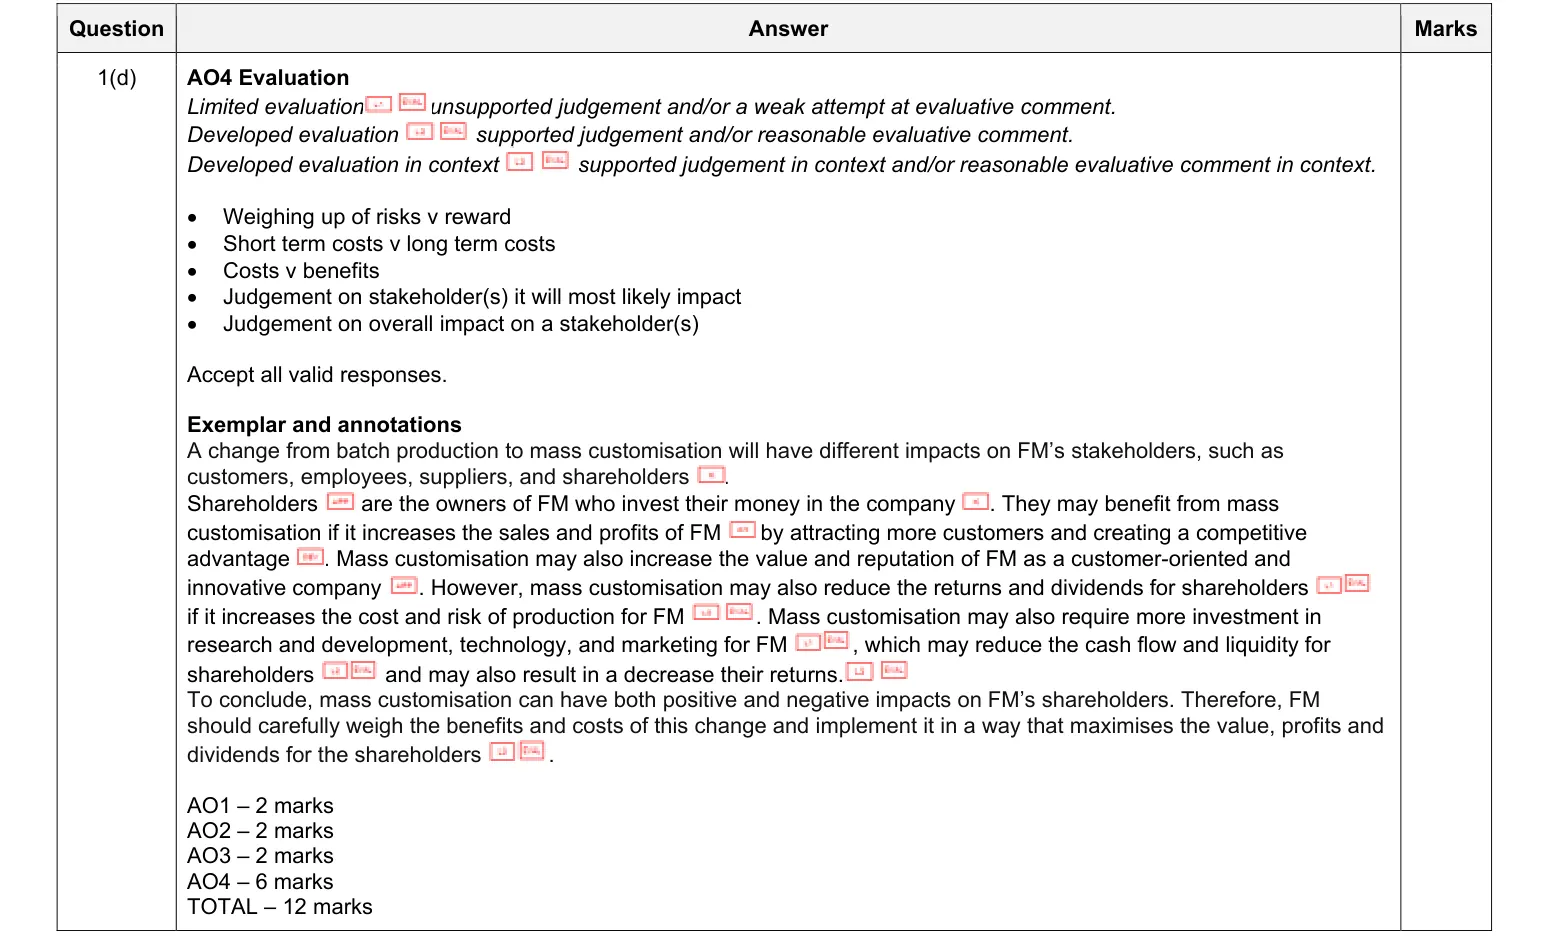 Question Answer Marks
1(d) AO4 Evaluation
Limited evaluation EVAL unsupported judgement and/or a weak attempt at evaluative comment.
Developed evaluation EVAL supported judgement and/or reasonable evaluative comment.
Developed evaluation in context EVAL supported judgement in context and/or reasonable evaluative comment in context.
• Weighing up of risks v reward
• Short term costs v long term costs
• Costs v benefits
• Judgement on stakeholder(s) it will most likely impact
• Judgement on overall impact on a stakeholder(s)
Accept all valid responses.
Exemplar and annotations
A change from batch production to mass customisation will have different impacts on FM’s stakeholders, such as
customers, employees, suppliers, and shareholders .
Shareholders are the owners of FM who invest their money in the company . They may benefit from mass
customisation if it increases the sales and profits of FM by attracting more customers and creating a competitive
advantage . Mass customisation may also increase the value and reputation of FM as a customer-oriented and
innovative company . However, mass customisation may also reduce the returns and dividends for shareholders EVAL
if it increases the cost and risk of production for FM EVAL . Mass customisation may also require more investment in
research and development, technology, and marketing for FM EVAL , which may reduce the cash flow and liquidity for
shareholders EVAL and may also result in a decrease their returns. EVAL
To conclude, mass customisation can have both positive and negative impacts on FM’s shareholders. Therefore, FM
should carefully weigh the benefits and costs of this change and implement it in a way that maximises the value, profits and
dividends for the shareholders EVAL .
AO1 – 2 marks
AO2 – 2 marks
AO3 – 2 marks
AO4 – 6 marks
TOTAL – 12 marks